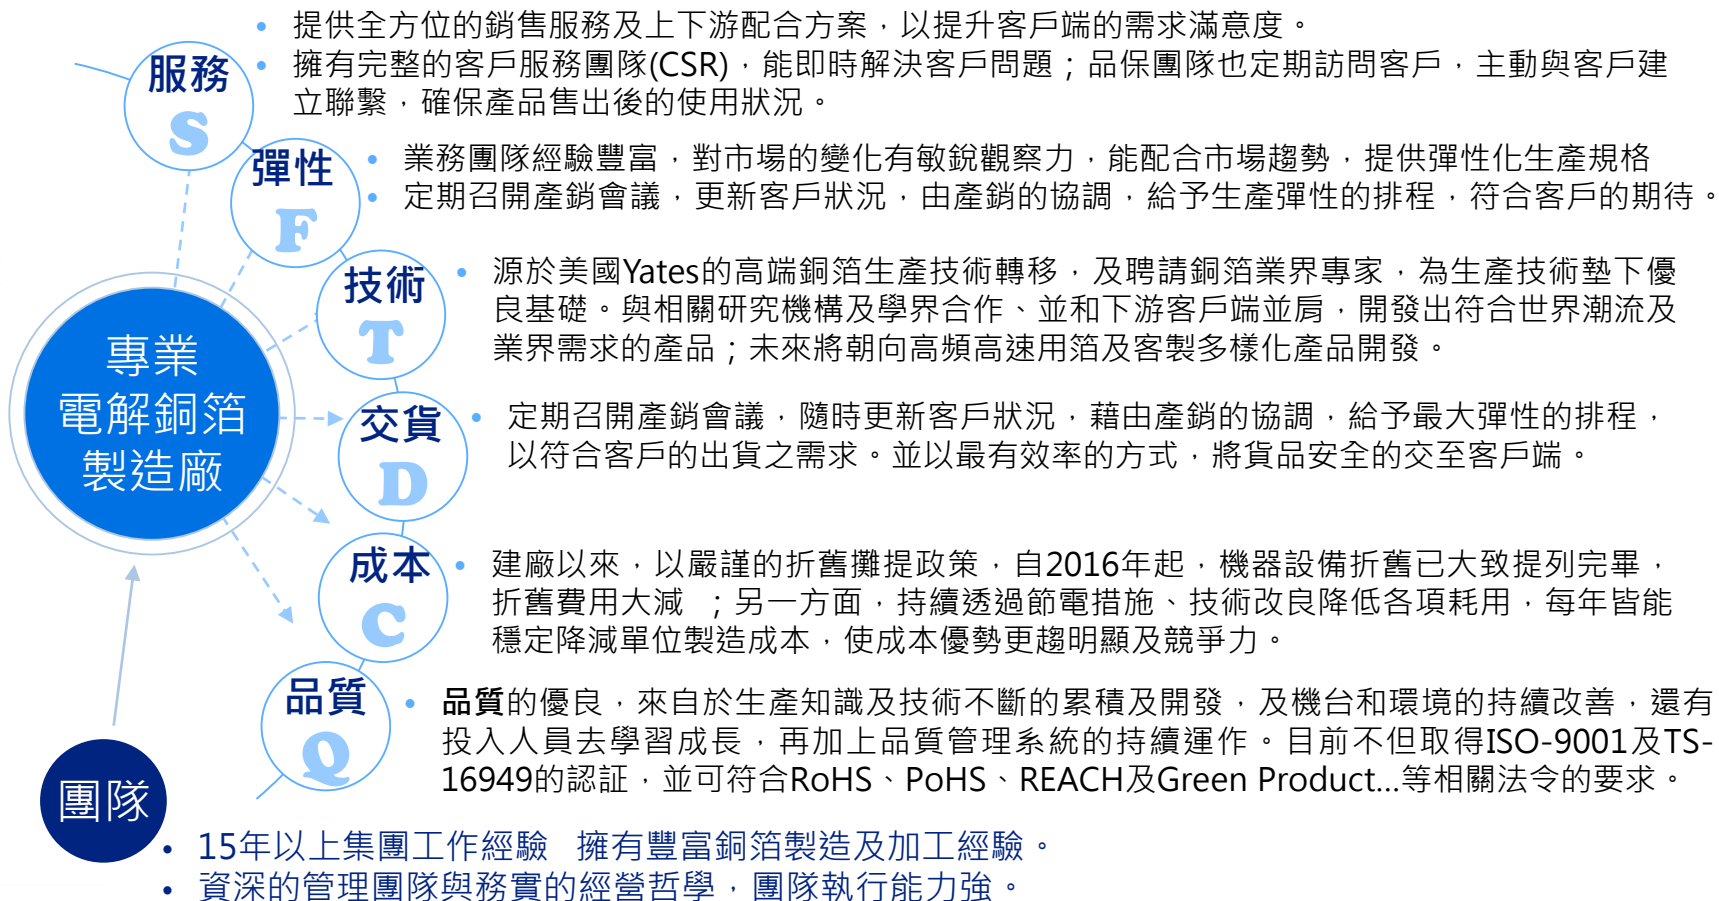 • 提供全方位的銷售服務及上下游配合方案，以提升客戶端的需求滿意度。
服務
S
• 擁有完整的客戶服務團隊(CSR)，能即時解決客戶問題；品保團隊也定期訪問客戶，主動與客戶建
立聯繫，確保產品售出後的使用狀況。
彈性
F
• 業務團隊經驗豐富，對市場的變化有敏銳觀察力，能配合市場趨勢，提供彈性化生產規格
• 定期召開產銷會議，更新客戶狀況，由產銷的協調，給予生產彈性的排程，符合客戶的期待。
技術
T
• 源於美國Yates的高端銅箔生產技術轉移，及聘請銅箔業界專家，為生產技術墊下優
良基礎。與相關研究機構及學界合作、並和下游客戶端並肩，開發出符合世界潮流及
業界需求的產品；未來將朝向高頻高速用箔及客製多樣化產品開發。
專業
電解銅箔
製造廠
交貨
D
• 定期召開產銷會議，隨時更新客戶狀況，藉由產銷的協調，給予最大彈性的排程，
以符合客戶的出貨之需求。並以最有效率的方式，將貨品安全的交至客戶端。
成本
C
• 建廠以來，以嚴謹的折舊攤提政策，自2016年起，機器設備折舊已大致提列完畢，
折舊費用大減 ；另一方面，持續透過節電措施、技術改良降低各項耗用，每年皆能
穩定降減單位製造成本，使成本優勢更趨明顯及競爭力。
品質
Q
• 品質的優良，來自於生產知識及技術不斷的累積及開發，及機台和環境的持續改善，還有
投入人員去學習成長，再加上品質管理系統的持續運作。目前不但取得ISO-9001及TS-
16949的認証，並可符合RoHS、PoHS、REACH及Green Product...等相關法令的要求。
團隊
• 15年以上集團工作經驗 擁有豐富銅箔製造及加工經驗。
• 資深的管理團隊與務實的經營哲學，團隊執行能力強。